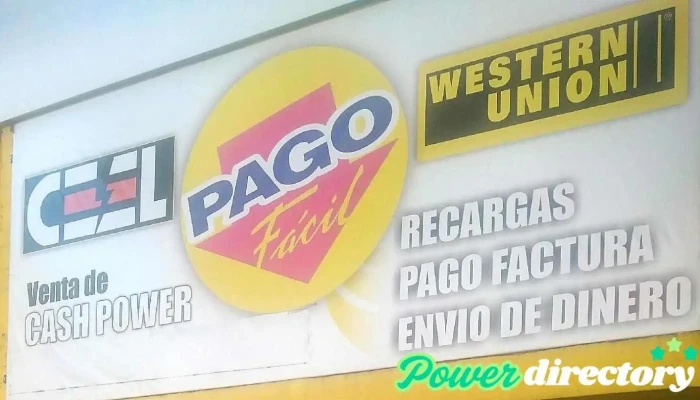 CEEL
Venta de
CASH POWER
PAGO
Fácil
WESTERN
UNION
RECARGAS
PAGO FACTURA
ENVIO DE DINERO
Powerdirectory